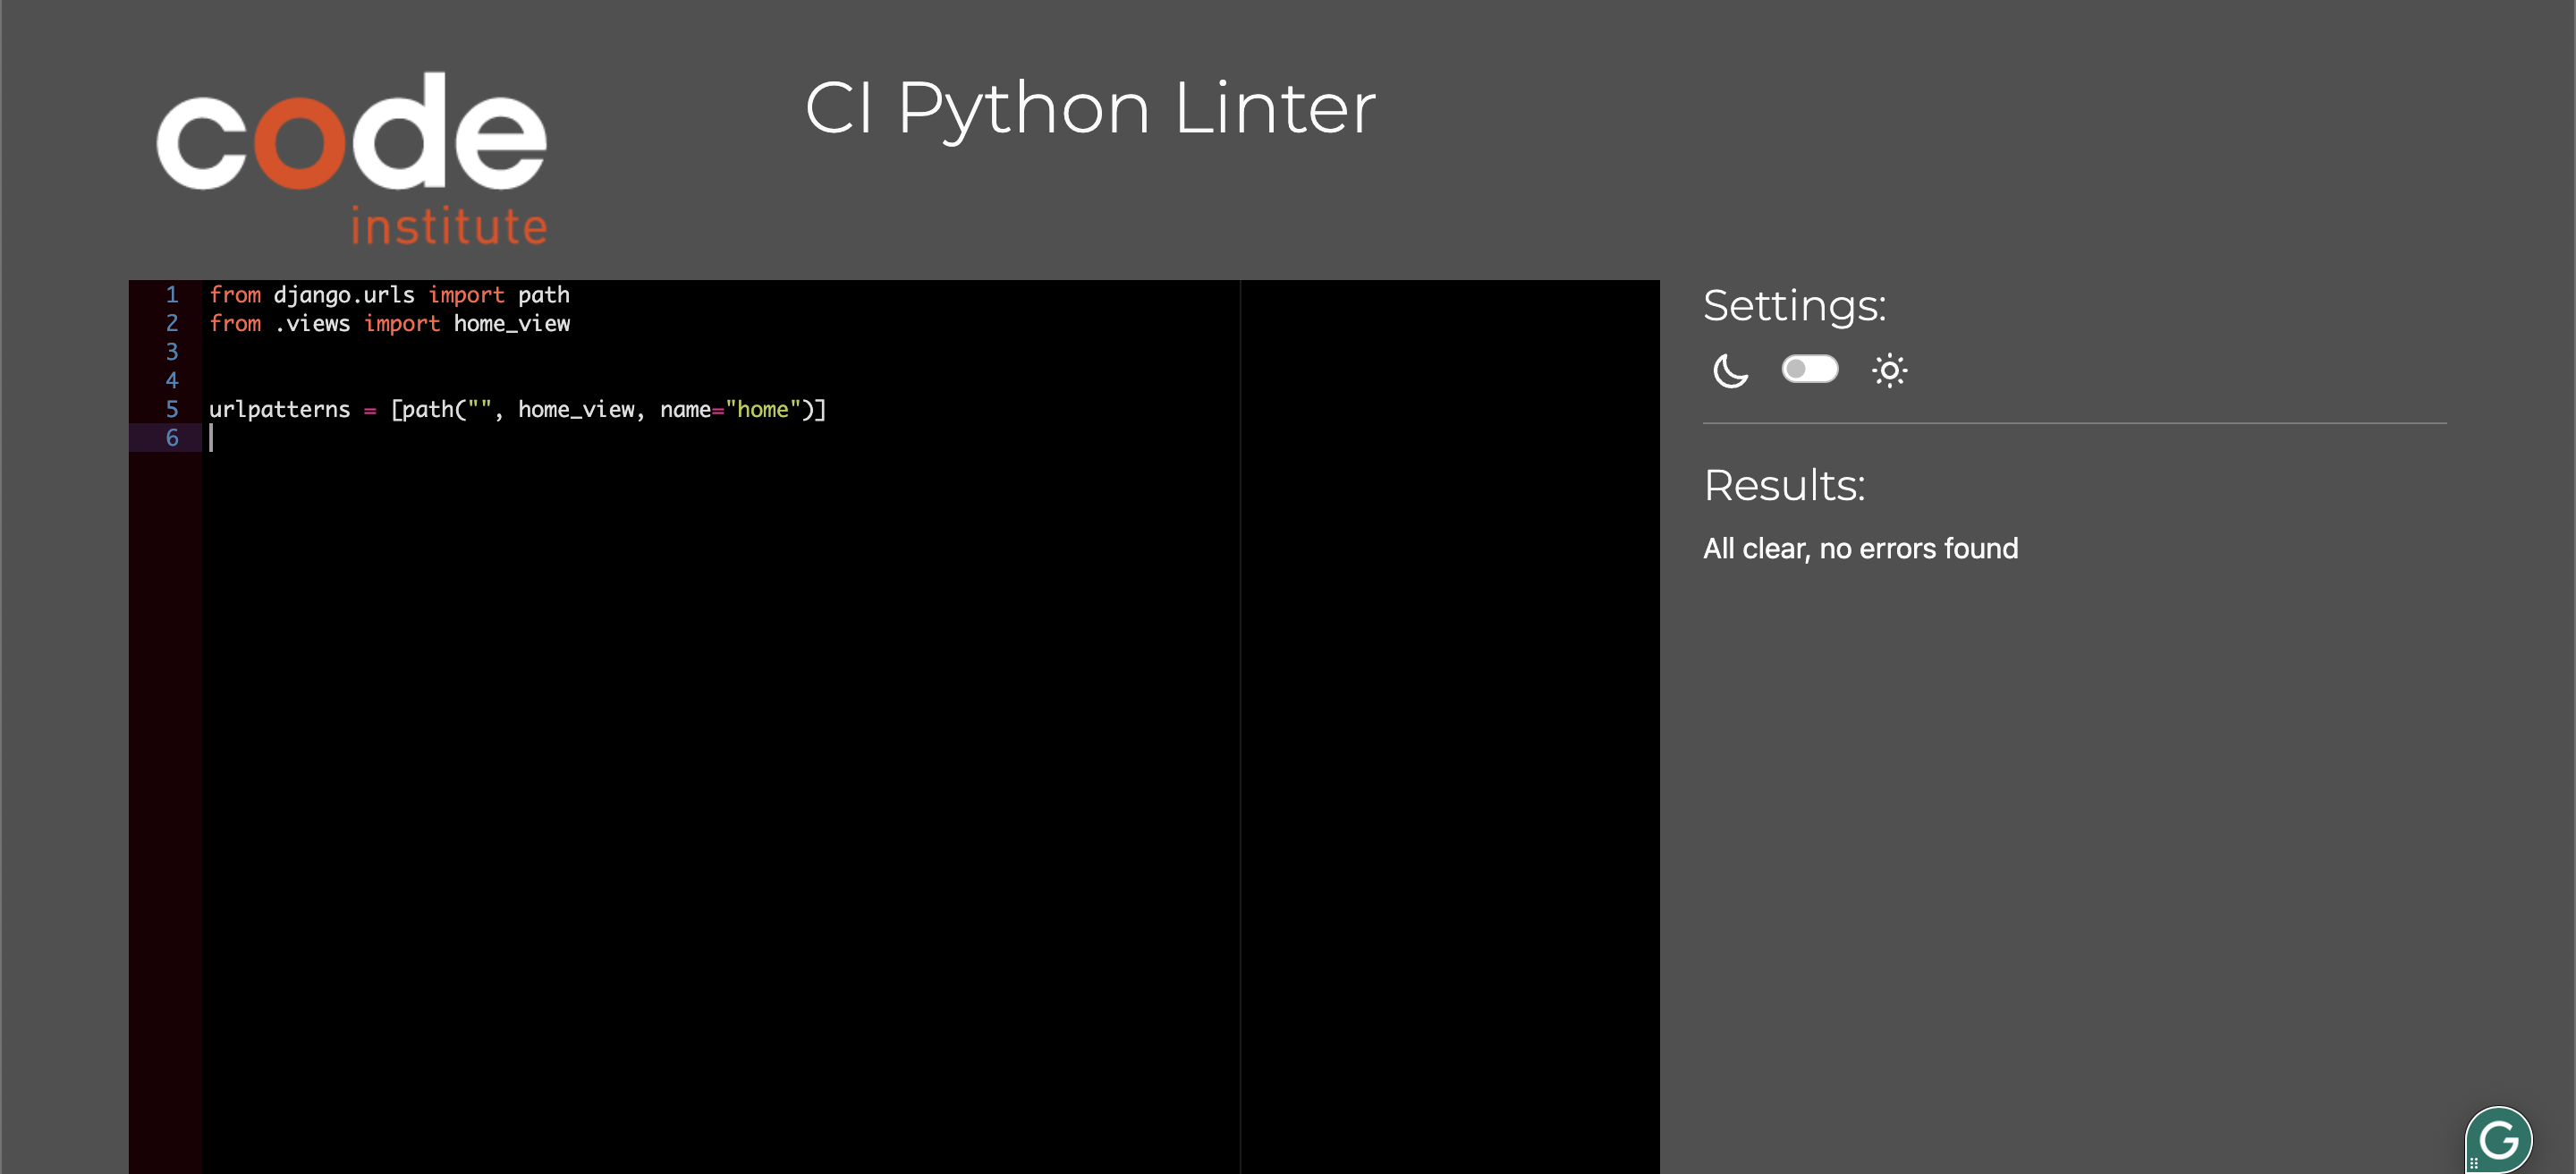 code
institute
CI Python Linter
1 from django.urls import path
2 from .views import home_view
3
4
5 urlpatterns = [path("", home_view, name="home")]
6
Settings:
Results:
All clear, no errors found
G